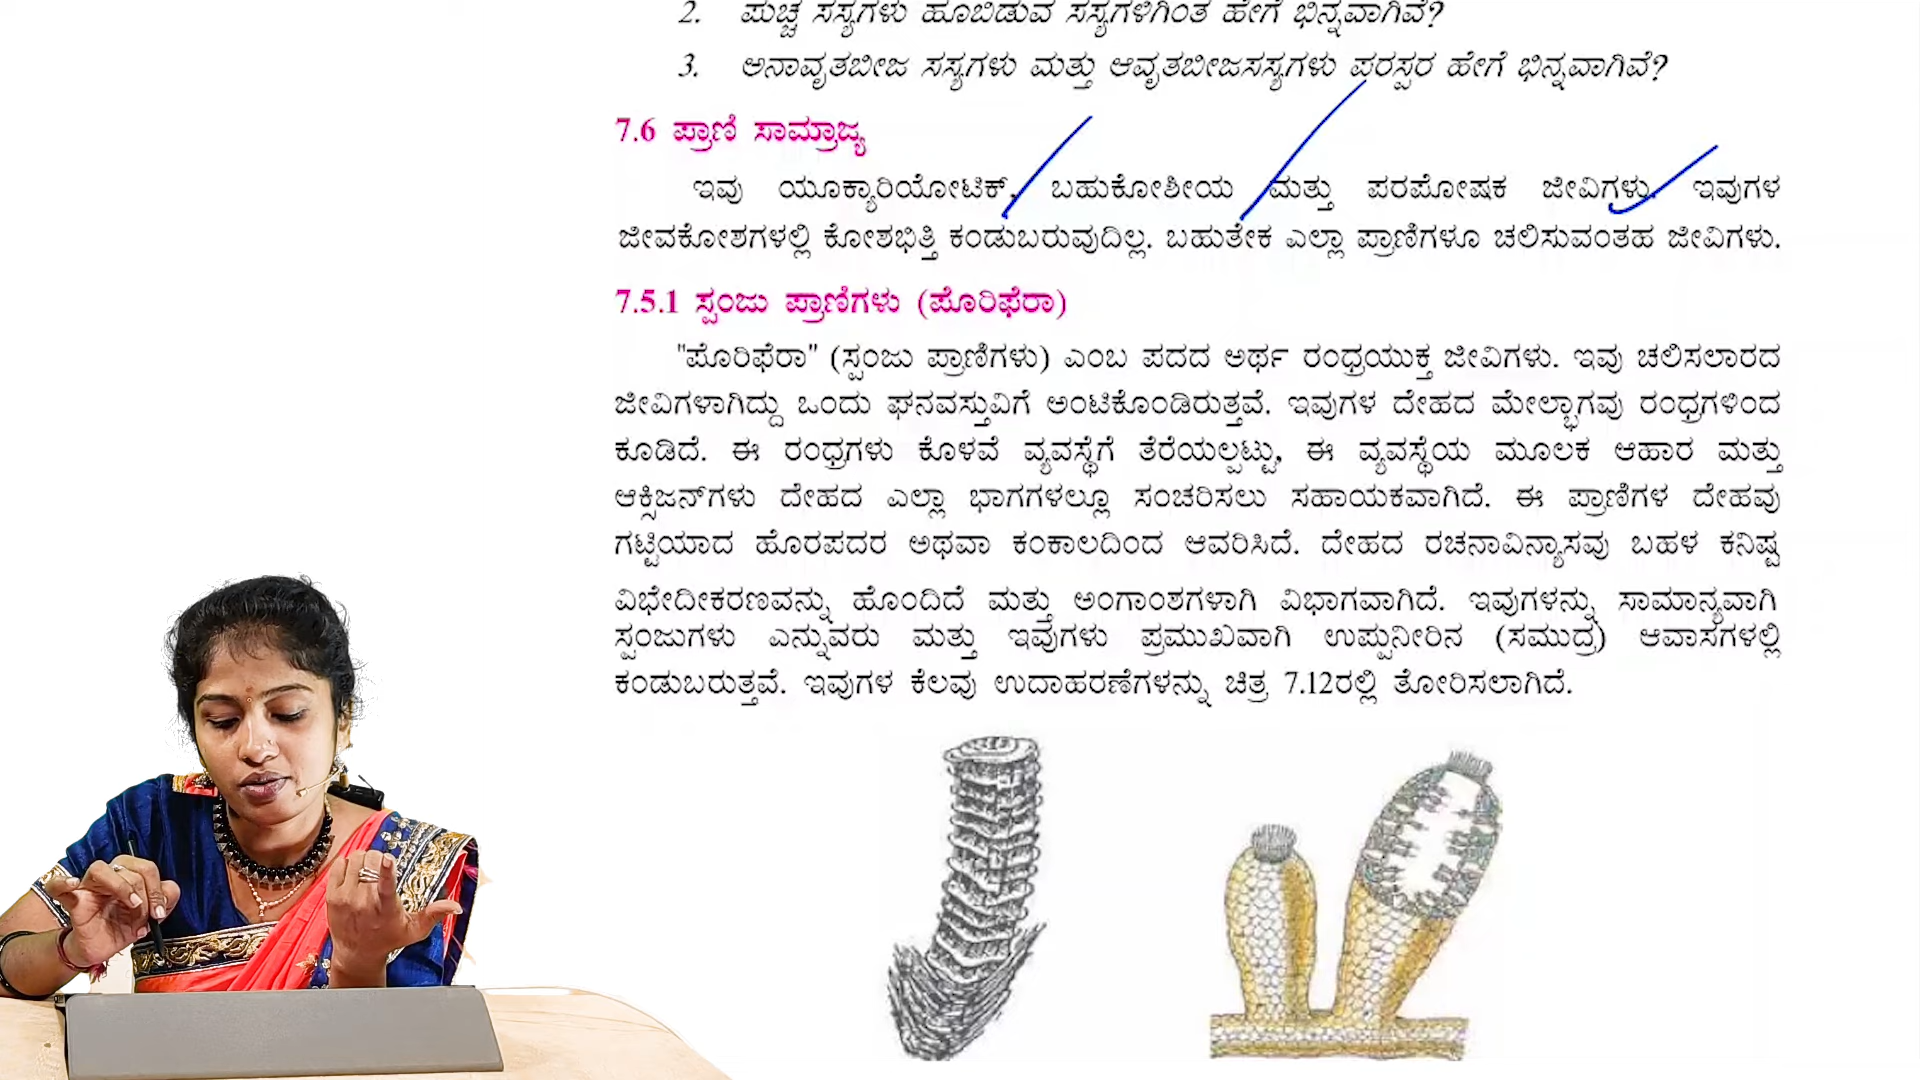 2. ಪುಚ್ಚ ಸಸ್ಯಗಳು ಹೂಬಿಡುವ ಸಸ್ಯಗಳಿಗಿಂತ ಹೇಗೆ ಭಿನ್ನವಾಗಿವೆ?
3. ಅನಾವೃತಬೀಜ ಸಸ್ಯಗಳು ಮತ್ತು ಆವೃತಬೀಜಸಸ್ಯಗಳು ಪರಸ್ಪರ ಹೇಗೆ ಭಿನ್ನವಾಗಿವೆ?
7.6 ಪ್ರಾಣಿ ಸಾಮ್ರಾಜ್ಯ
ಇವು ಯೂಕ್ಯಾರಿಯೋಟಿಕ್, ಬಹುಕೋಶೀಯ ಮತ್ತು ಪರಪೋಷಕ ಜೀವಿಗಳು. ಇವುಗಳ
ಜೀವಕೋಶಗಳಲ್ಲಿ ಕೋಶಭಿತ್ತಿ ಕಂಡುಬರುವುದಿಲ್ಲ. ಬಹುತೇಕ ಎಲ್ಲಾ ಪ್ರಾಣಿಗಳೂ ಚಲಿಸುವಂತಹ ಜೀವಿಗಳು.
7.5.1 ಸ್ಪಂಜು ಪ್ರಾಣಿಗಳು (ಪೊರಿಫೆರಾ)
"ಪೊರಿಫೆರಾ" (ಸ್ಪಂಜು ಪ್ರಾಣಿಗಳು) ಎಂಬ ಪದದ ಅರ್ಥ ರಂಧ್ರಯುಕ್ತ ಜೀವಿಗಳು. ಇವು ಚಲಿಸಲಾರದ
ಜೀವಿಗಳಾಗಿದ್ದು ಒಂದು ಘನವಸ್ತುವಿಗೆ ಅಂಟಿಕೊಂಡಿರುತ್ತವೆ. ಇವುಗಳ ದೇಹದ ಮೇಲ್ಭಾಗವು ರಂಧ್ರಗಳಿಂದ
ಕೂಡಿದೆ. ಈ ರಂಧ್ರಗಳು ಕೊಳವೆ ವ್ಯವಸ್ಥೆಗೆ ತೆರೆಯಲ್ಪಟ್ಟು, ಈ ವ್ಯವಸ್ಥೆಯ ಮೂಲಕ ಆಹಾರ ಮತ್ತು
ಆಕ್ಸಿಜನ್‌ಗಳು ದೇಹದ ಎಲ್ಲಾ ಭಾಗಗಳಲ್ಲೂ ಸಂಚರಿಸಲು ಸಹಾಯಕವಾಗಿದೆ. ಈ ಪ್ರಾಣಿಗಳ ದೇಹವು
ಗಟ್ಟಿಯಾದ ಹೊರಪದರ ಅಥವಾ ಕಂಕಾಲದಿಂದ ಆವರಿಸಿದೆ. ದೇಹದ ರಚನಾವಿನ್ಯಾಸವು ಬಹಳ ಕನಿಷ್ಟ
ವಿಭೇದೀಕರಣವನ್ನು ಹೊಂದಿದೆ ಮತ್ತು ಅಂಗಾಂಶಗಳಾಗಿ ವಿಭಾಗವಾಗಿದೆ. ಇವುಗಳನ್ನು ಸಾಮಾನ್ಯವಾಗಿ
ಸ್ಪಂಜುಗಳು ಎನ್ನುವರು ಮತ್ತು ಇವುಗಳು ಪ್ರಮುಖವಾಗಿ ಉಪ್ಪುನೀರಿನ (ಸಮುದ್ರ) ಆವಾಸಗಳಲ್ಲಿ
ಕಂಡುಬರುತ್ತವೆ. ಇವುಗಳ ಕೆಲವು ಉದಾಹರಣೆಗಳನ್ನು ಚಿತ್ರ 7.12ರಲ್ಲಿ ತೋರಿಸಲಾಗಿದೆ.